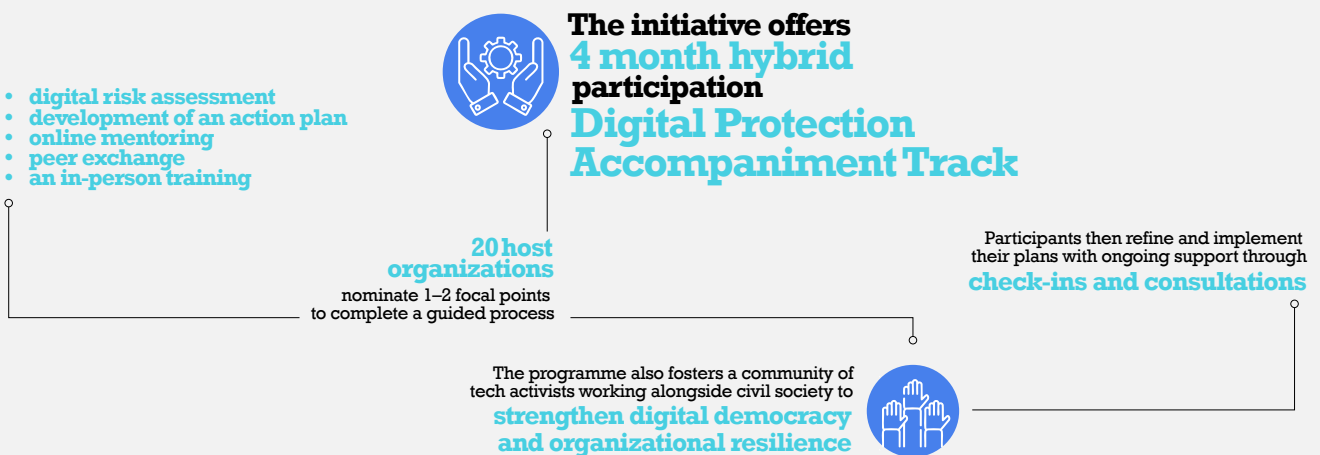 The initiative offers
4 month hybrid
participation
Digital Protection
Accompaniment Track
• digital risk assessment
• development of an action plan
• online mentoring
• peer exchange
• an in-person training
20 host
organizations
nominate 1–2 focal points
to complete a guided process
Participants then refine and implement
their plans with ongoing support through
check-ins and consultations
The programme also fosters a community of
tech activists working alongside civil society to
strengthen digital democracy
and organizational resilience